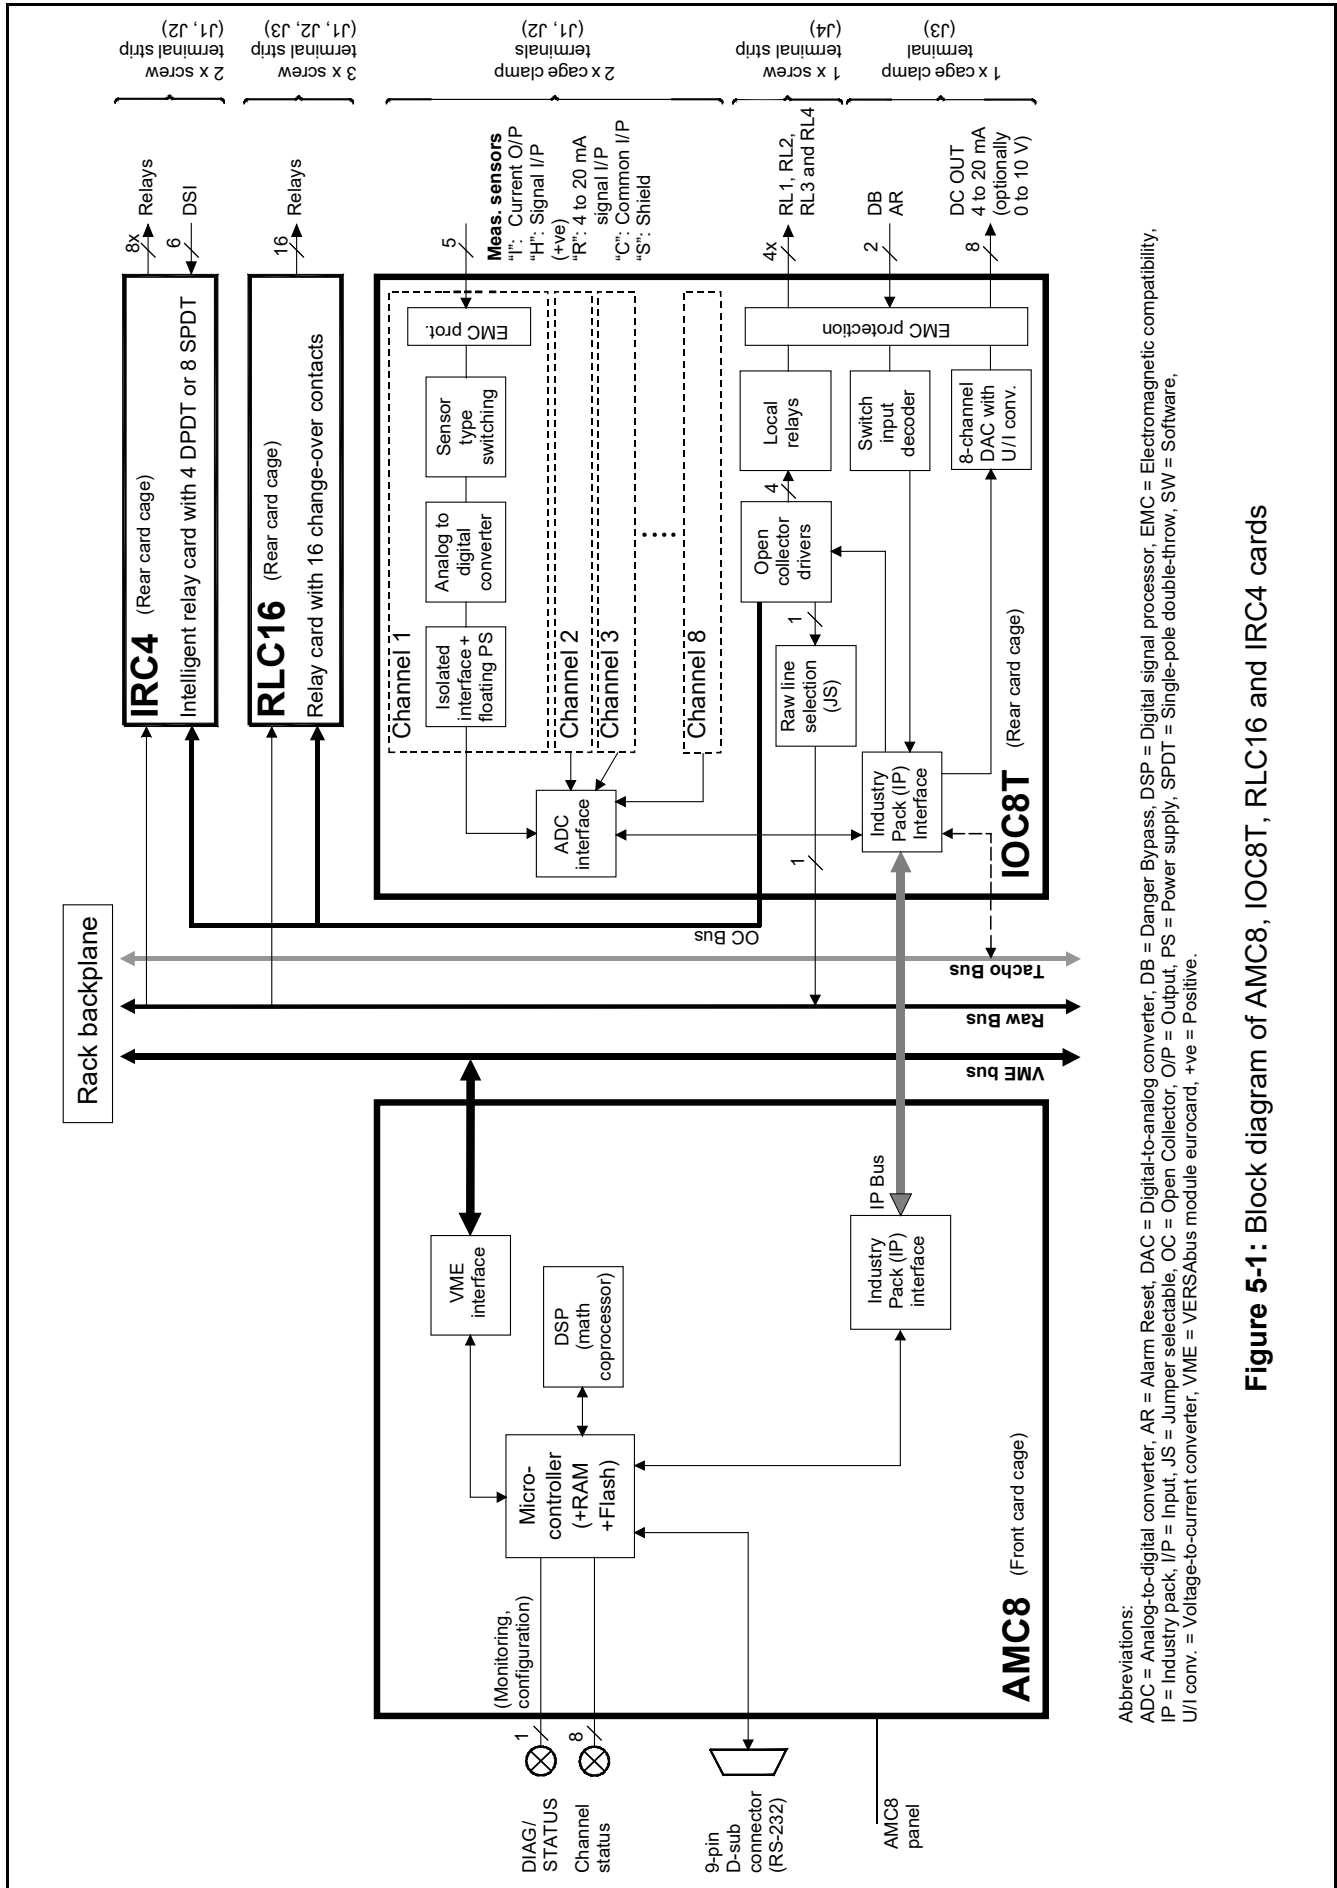 Rack backplane
VME bus
Raw Bus
Tacho Bus
OC Bus
IP Bus
DIAG/
STATUS
Channel
status
9-pin
D-sub
connector
(RS-232)
AMC8
panel
1
8
(Monitoring,
configuration)
Micro-
controller
(+RAM
+Flash)
VME
interface
DSP
(math
coprocessor)
Industry
Pack (IP)
interface
AMC8 (Front card cage)
IRC4 (Rear card cage)
Intelligent relay card with 4 DPDT or 8 SPDT
8x
Relays
6
DSI
2 x screw
terminal strip
(J1, J2)
RLC16 (Rear card cage)
Relay card with 16 change-over contacts
16
Relays
3 x screw
terminal strip
(J1, J2, J3)
Channel 1
Isolated
interface +
floating PS
Analog to
digital
converter
Sensor
type
switching
EMC
prot.
Channel 2
Channel 3
....
Channel 8
ADC
interface
5
Meas. sensors
"I": Current O/P
"H": Signal I/P
(+ve)
"R": 4 to 20 mA
signal I/P
"C": Common I/P
"S": Shield
2 x cage clamp
terminals
(J1, J2)
Raw line
selection
(JS)
1
1
Open
collector
drivers
4
Local
relays
Switch
input
decoder
8-channel
DAC with
U/I conv.
EMC protection
Industry
Pack (IP)
Interface
IOC8T (Rear card cage)
4x
RL1, RL2,
RL3 and RL4
1 x screw
terminal strip
(J4)
2
DB
AR
8
DC OUT
4 to 20 mA
(optionally
0 to 10 V)
1 x cage clamp
terminal
(J3)
Abbreviations:
ADC = Analog-to-digital converter, AR = Alarm Reset, DAC = Digital-to-analog converter, DB = Danger Bypass, DSP = Digital signal processor, EMC = Electromagnetic compatibility,
IP = Industry pack, I/P = Input, JS = Jumper selectable, OC = Open Collector, O/P = Output, PS = Power supply, SPDT = Single-pole double-throw, SW = Software,
U/I conv. = Voltage-to-current converter, VME = VERSAbus module eurocard, +ve = Positive.
Figure 5-1: Block diagram of AMC8, IOC8T, RLC16 and IRC4 cards